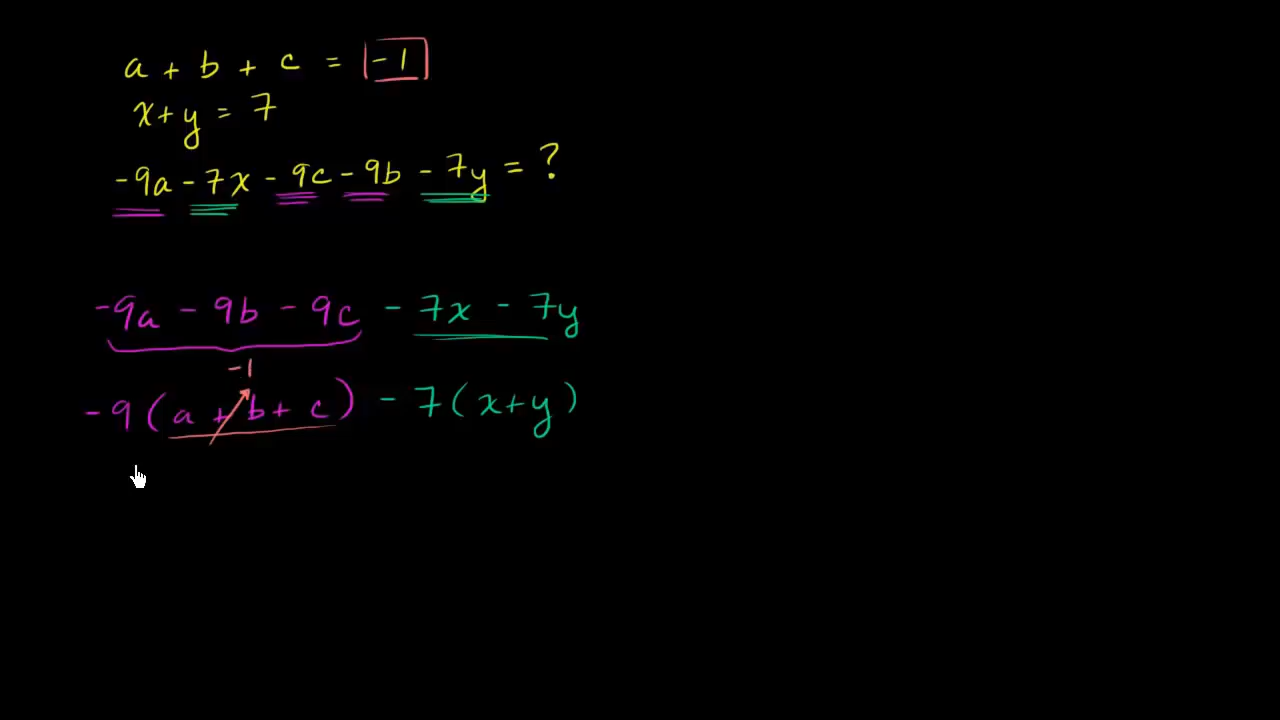 a + b + c = -1
x+y = 7
-9a - 7x - 9c - 9b - 7y = ?
-9a - 9b - 9c - 7x - 7y
-1
-9(a + b + c) - 7(x+y)